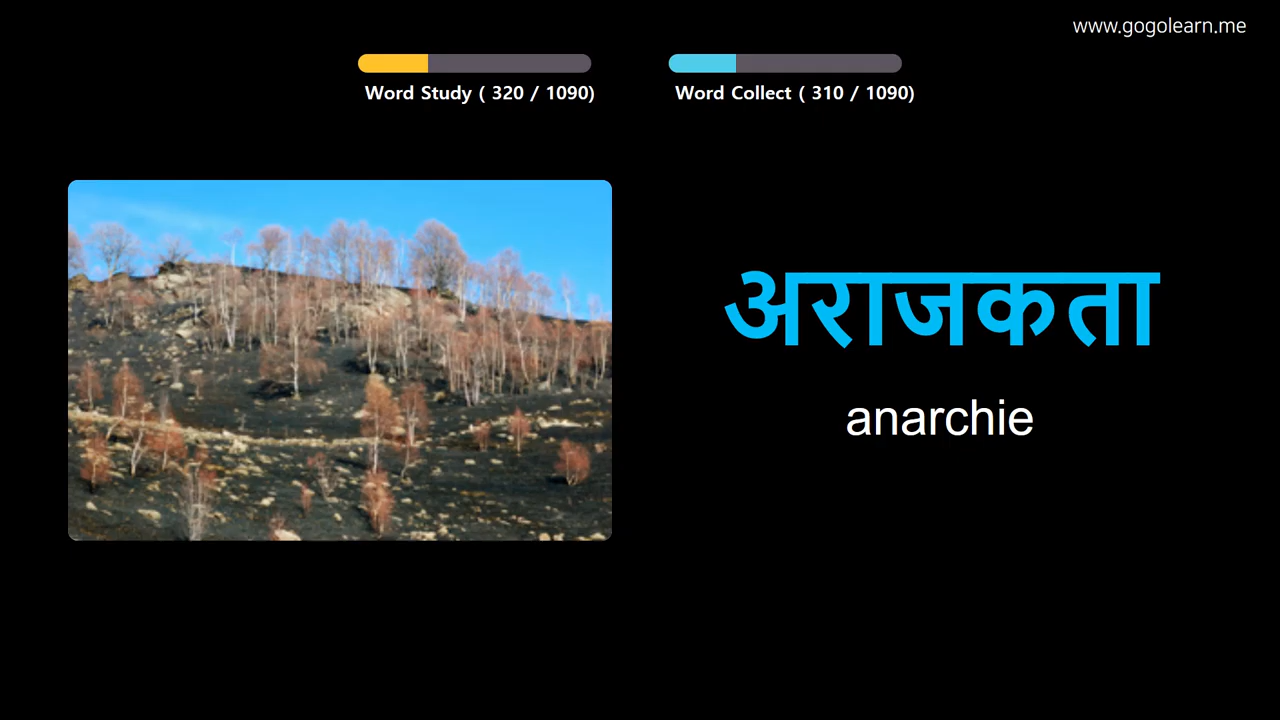 www.gogolearn.me
Word Study ( 320 / 1090)
Word Collect ( 310 / 1090)
अराजकता
anarchie